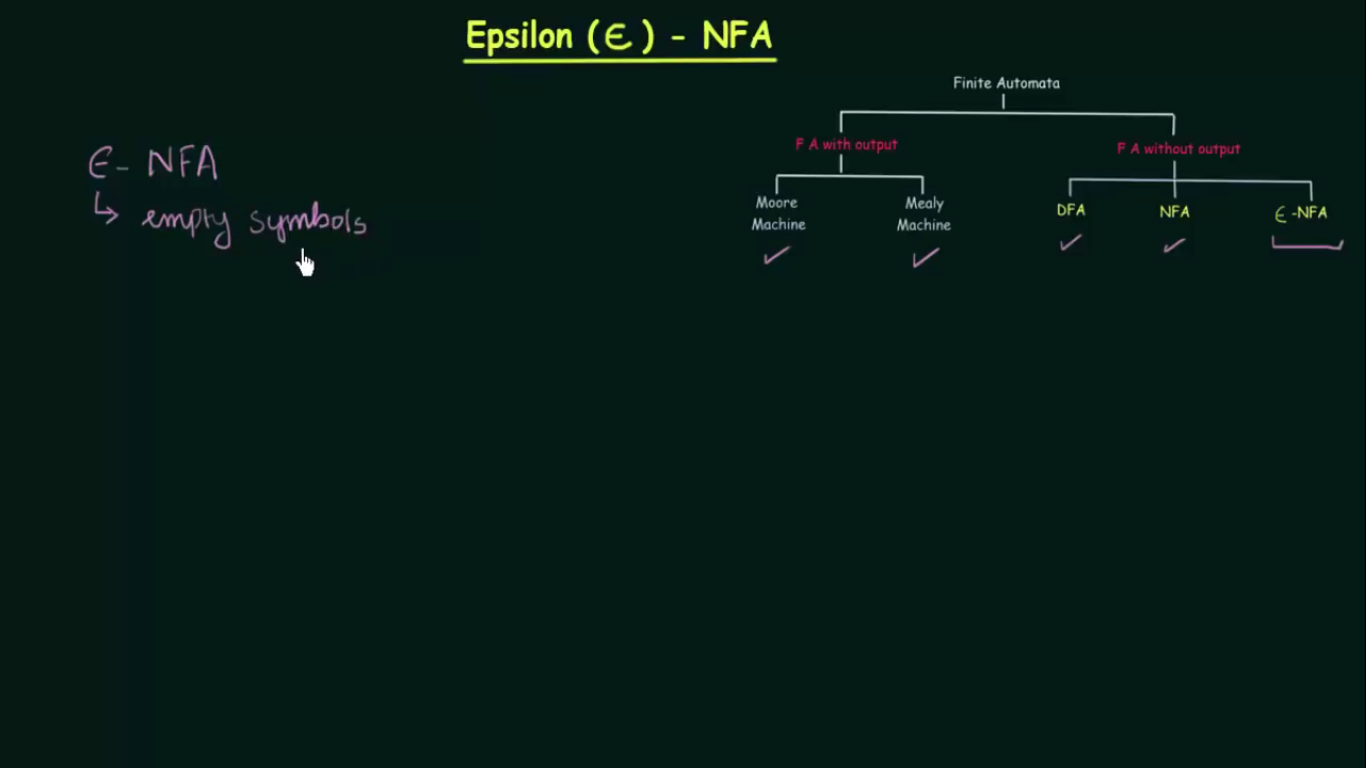 Epsilon (ϵ) - NFA
ϵ- NFA
↳ empty symbols
Finite Automata
F A with output
F A without output
Moore
Machine
Mealy
Machine
DFA
NFA
ϵ -NFA